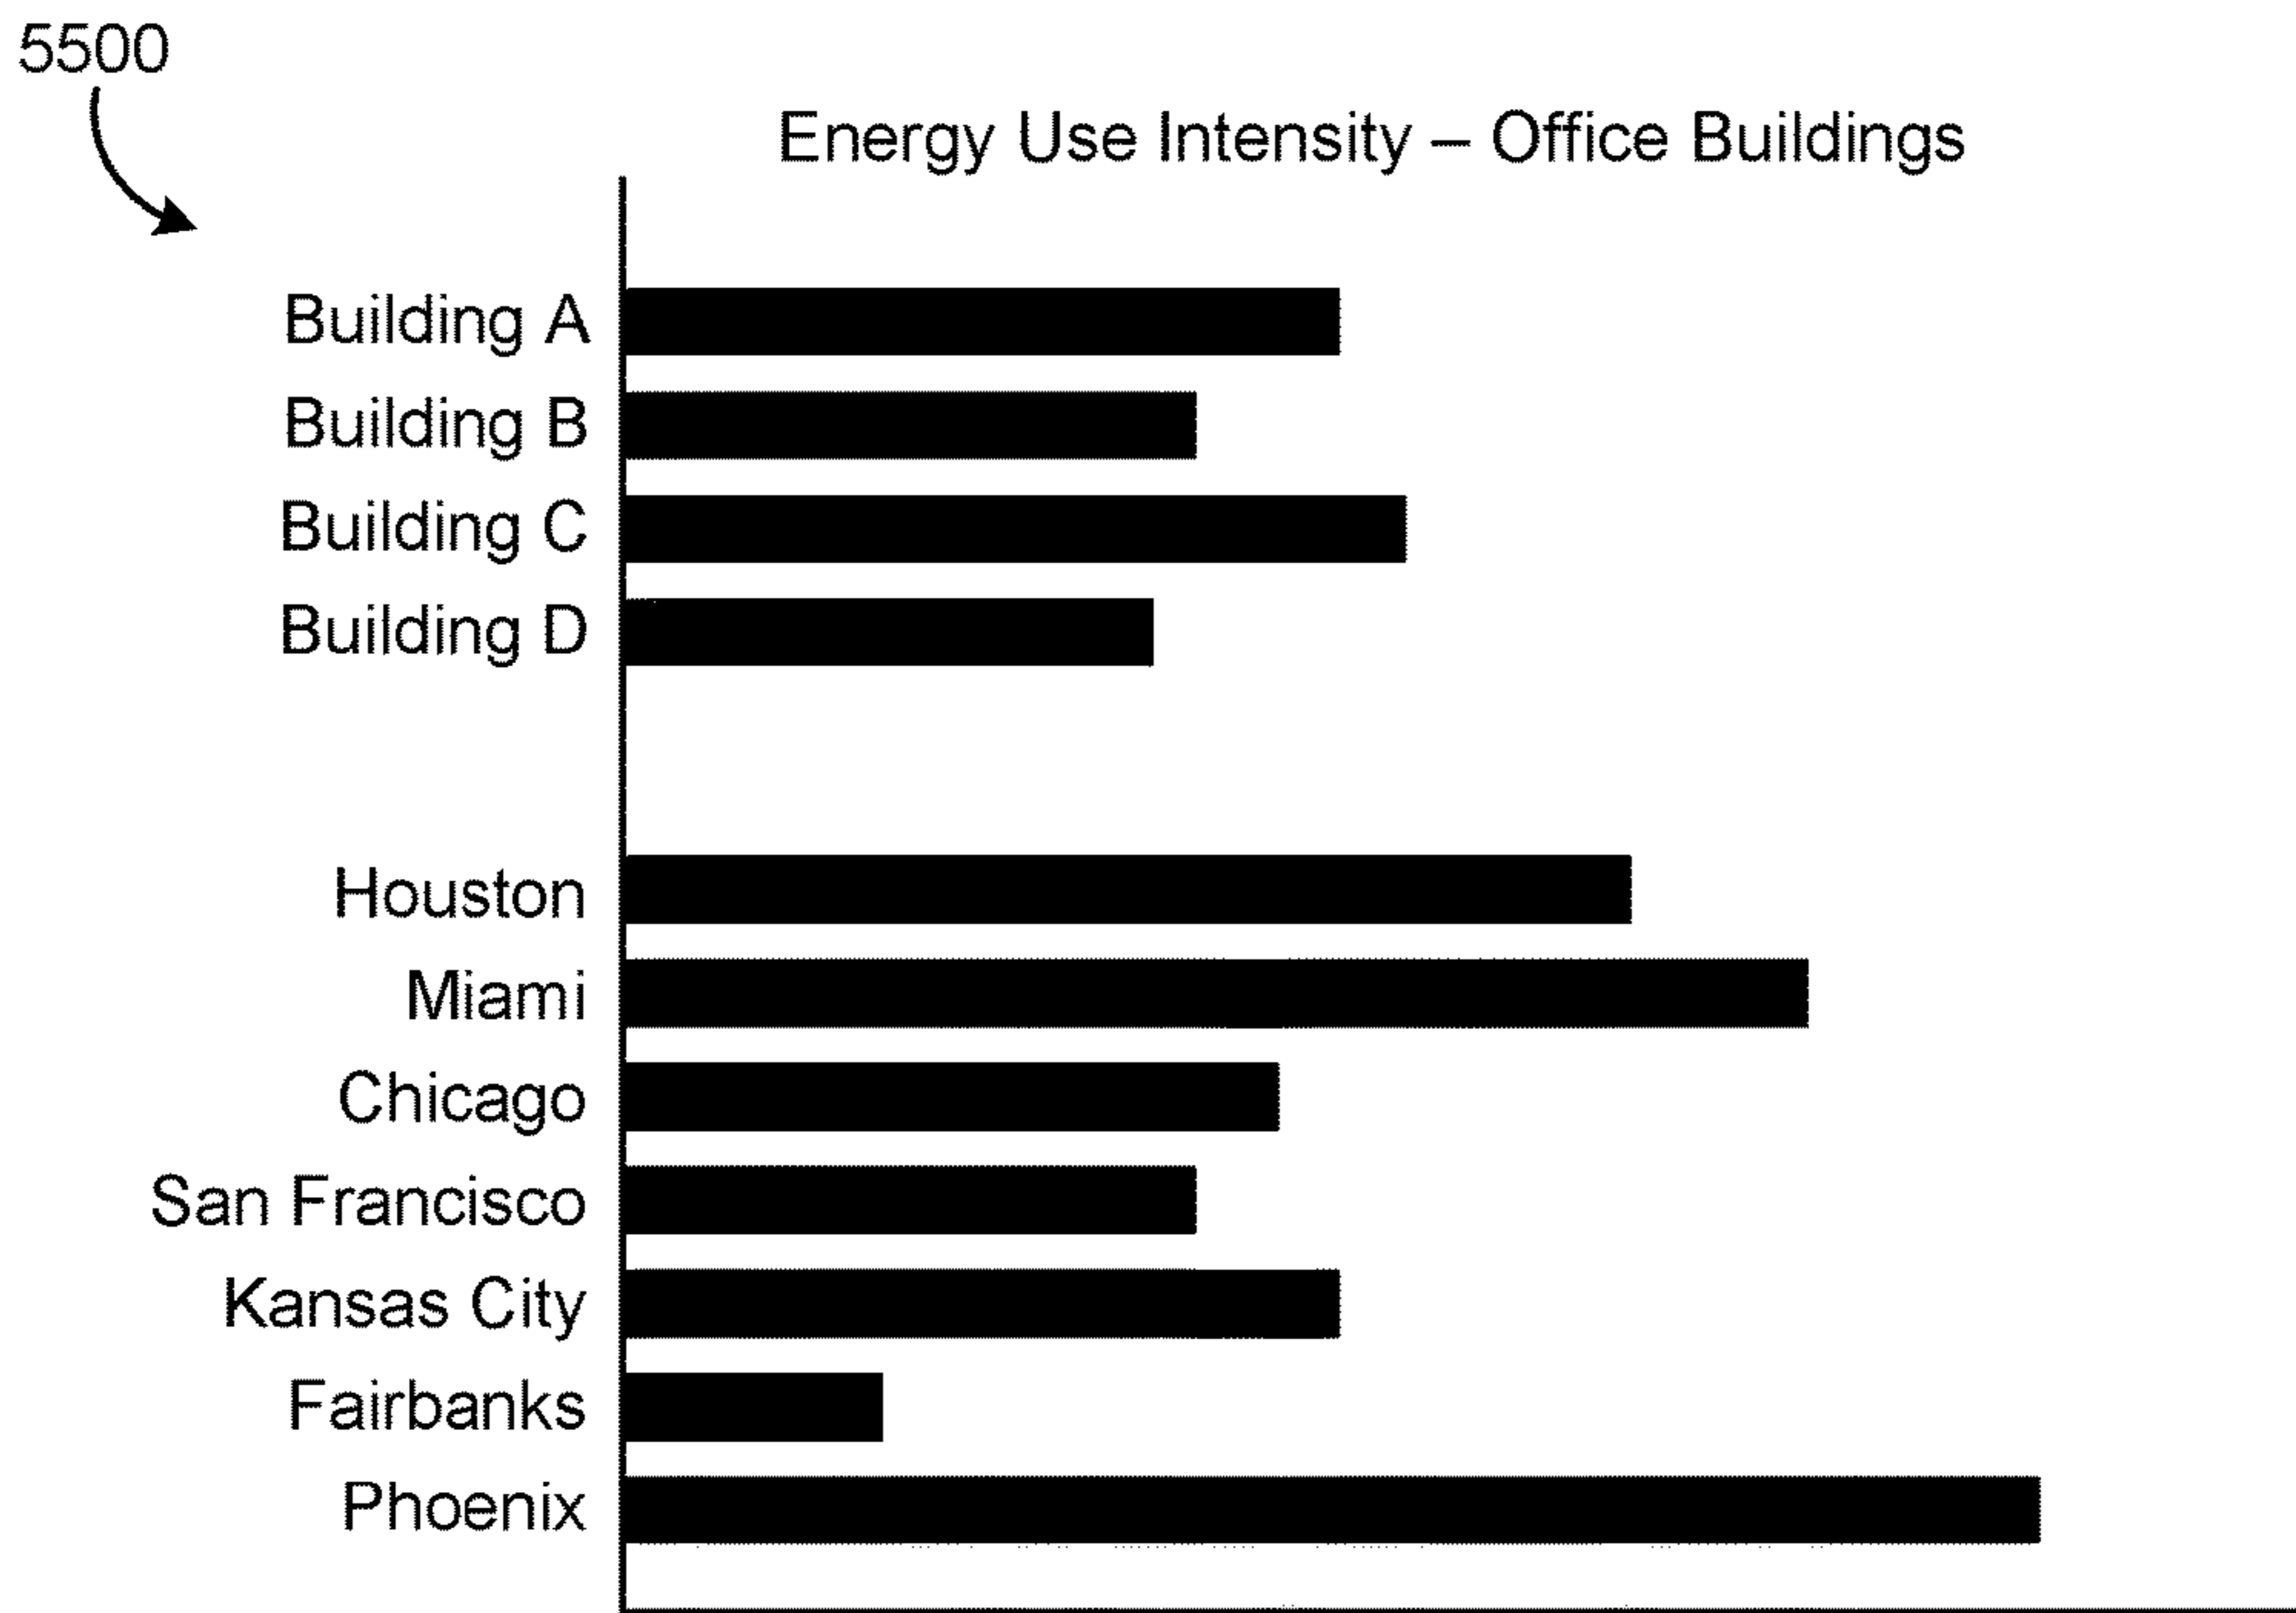 5500
Energy Use Intensity – Office Buildings
Building A
Building B
Building C
Building D
Houston
Miami
Chicago
San Francisco
Kansas City
Fairbanks
Phoenix